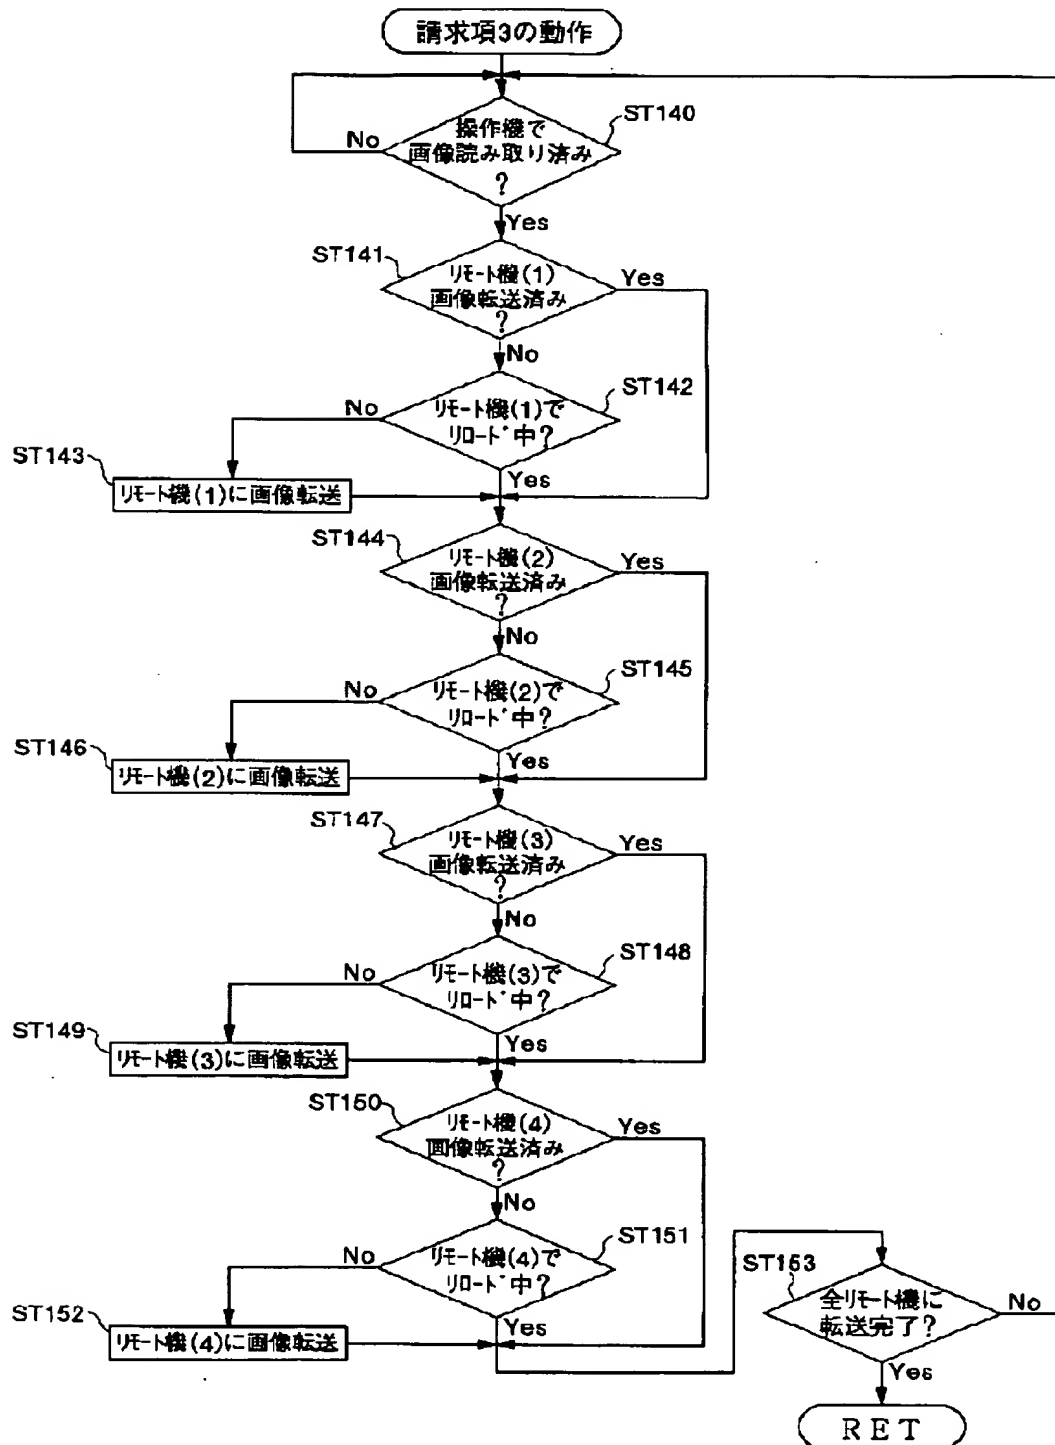 請求項3の動作
操作機で
画像読み取り済み
?
ST140
No
Yes
ST141
リモート機(1)
画像転送済み
?
Yes
No
ST142
リモート機(1)で
リロード中?
No
Yes
ST143
リモート機(1)に画像転送
ST144
リモート機(2)
画像転送済み
?
Yes
No
ST145
リモート機(2)で
リロード中?
No
Yes
ST146
リモート機(2)に画像転送
ST147
リモート機(3)
画像転送済み
?
Yes
No
ST148
リモート機(3)で
リロード中?
No
Yes
ST149
リモート機(3)に画像転送
ST150
リモート機(4)
画像転送済み
?
Yes
No
ST151
リモート機(4)で
リロード中?
No
Yes
ST152
リモート機(4)に画像転送
ST153
全リモート機に
転送完了?
No
Yes
RET